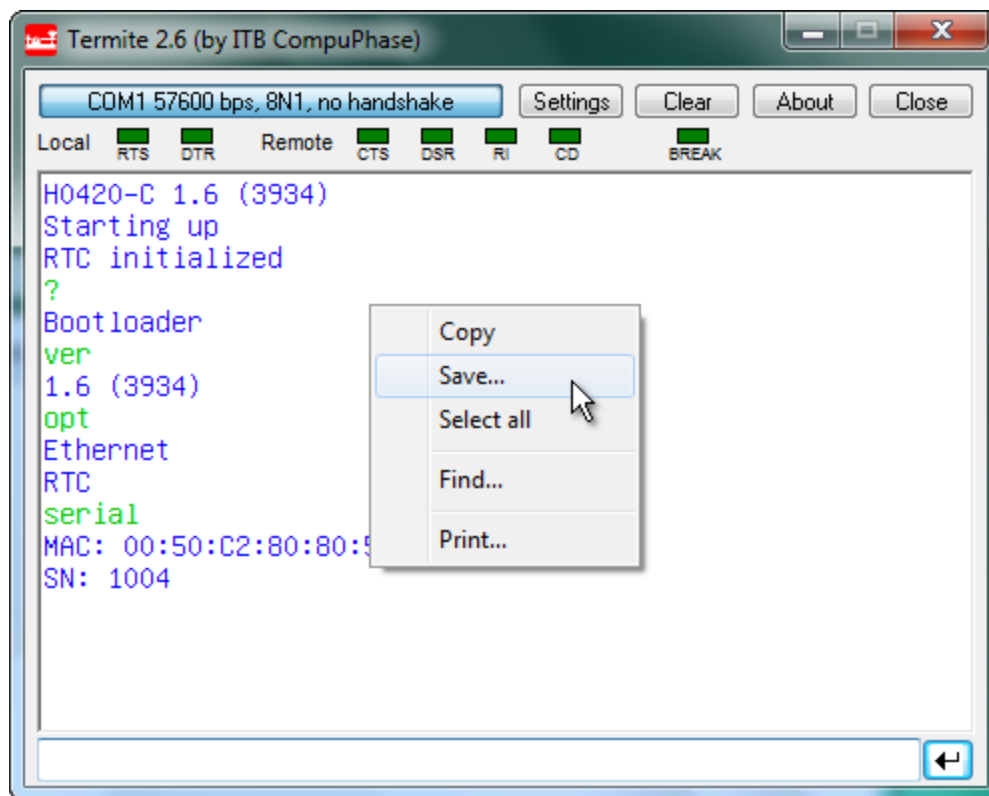 Termite 2.6 (by ITB CompuPhase)
COM1 57600 bps, 8N1, no handshake Settings Clear About Close
Local RTS DTR Remote CTS DSR RI CD BREAK
H0420-C 1.6 (3934)
Starting up
RTC initialized
?
Bootloader
ver
1.6 (3934)
opt
Ethernet
RTC
serial
MAC: 00:50:C2:80:80:
SN: 1004
Copy
Save...
Select all
Find...
Print...